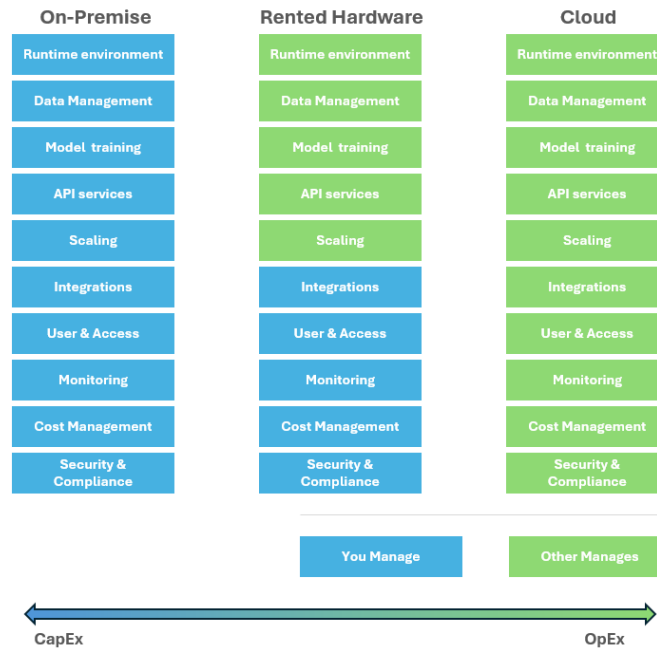 On-Premise
Rented Hardware
Cloud
Runtime environment
Runtime environment
Runtime environment
Data Management
Data Management
Data Management
Model training
Model training
Model training
API services
API services
API services
Scaling
Scaling
Scaling
Integrations
Integrations
Integrations
User & Access
User & Access
User & Access
Monitoring
Monitoring
Monitoring
Cost Management
Cost Management
Cost Management
Security &
Compliance
Security &
Compliance
Security &
Compliance
You Manage
Other Manages
CapEx
OpEx